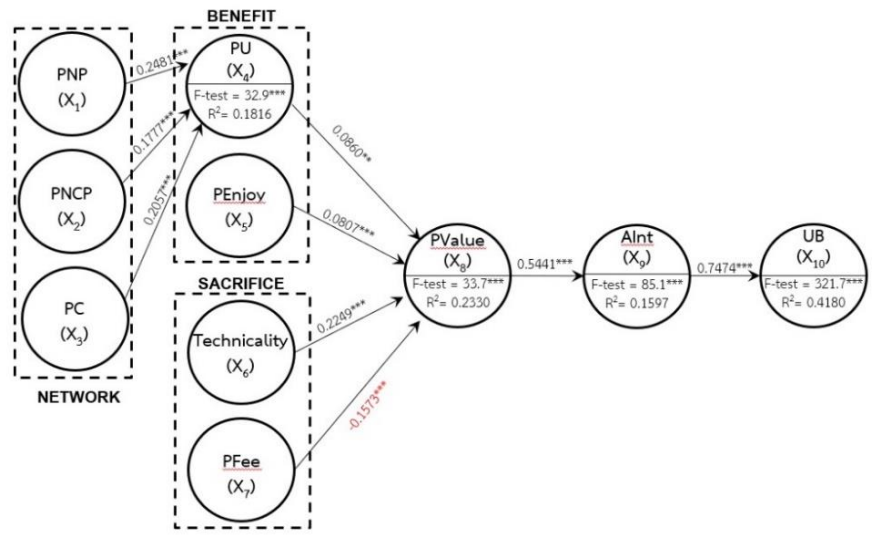 BENEFIT
PNP
(X₁)
0.2481***
PU
(X₄)
F-test = 32.9***
R²= 0.1816
0.1777***
0.0860**
PNCP
(X₂)
0.2057***
PEnjoy
(X₅)
0.0807***
PC
(X₃)
NETWORK
SACRIFICE
Technicality
(X₆)
0.2249***
PFee
(X₇)
-0.1573***
PValue
(X₈)
F-test = 33.7***
R²= 0.2330
0.5441***
AInt
(X₉)
F-test = 85.1***
R²= 0.1597
0.7474***
UB
(X₁₀)
F-test = 321.7***
R²= 0.4180